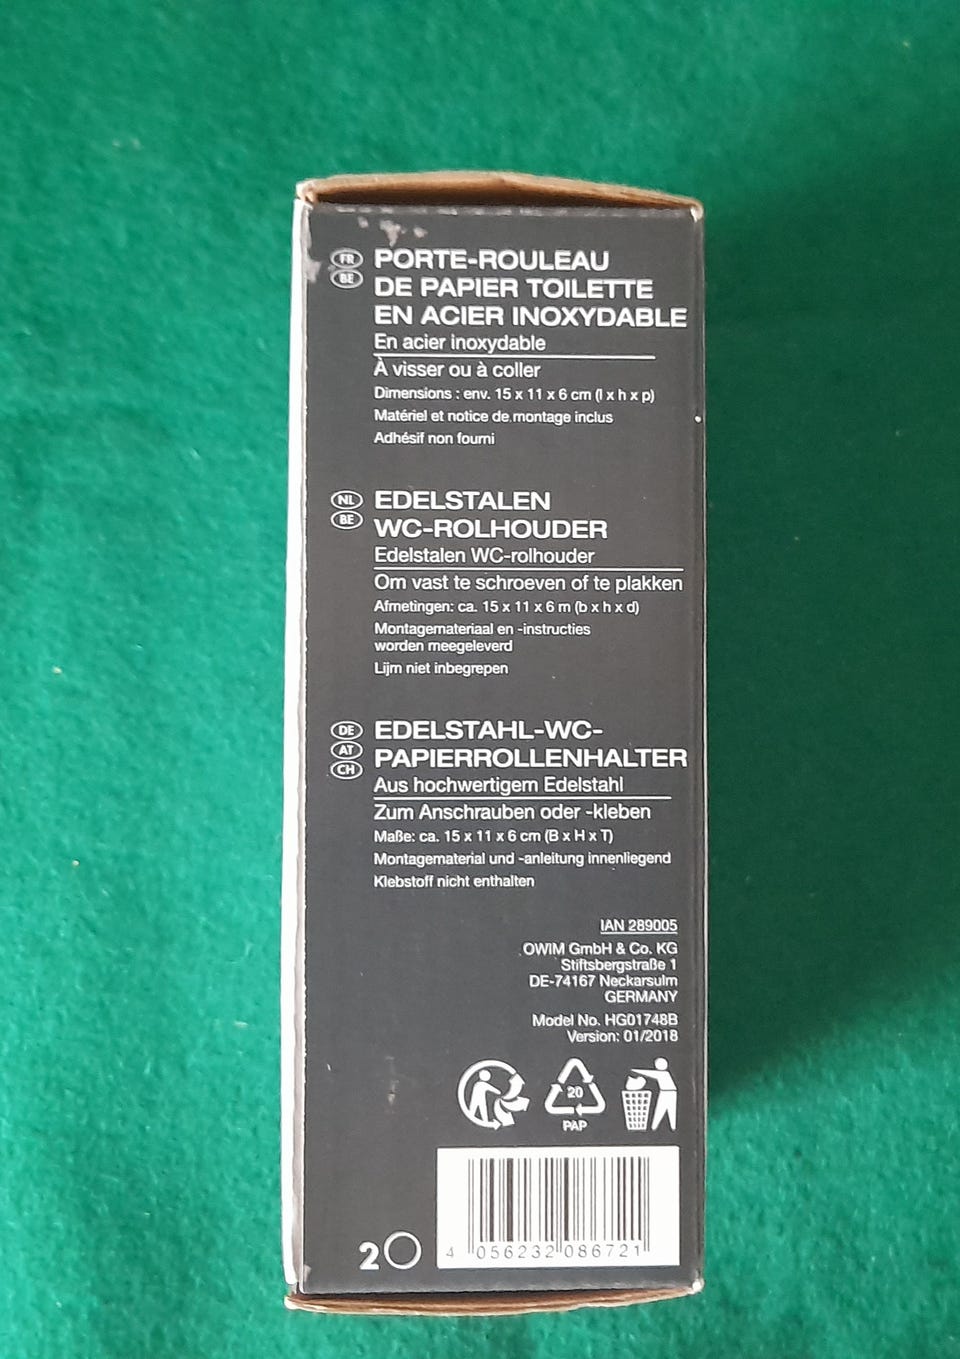 FR
BE
PORTE-ROULEAU
DE PAPIER TOILETTE
EN ACIER INOXYDABLE
En acier inoxydable
À visser ou à coller
Dimensions : env. 15 x 11 x 6 cm (l x h x p)
Matériel et notice de montage inclus
Adhésif non fourni
NL
BE
EDELSTALEN
WC-ROLHOUDER
Edelstalen WC-rolhouder
Om vast te schroeven of te plakken
Afmetingen: ca. 15 x 11 x 6 m (b x h x d)
Montagemateriaal en -instructies
worden meegeleverd
Lijm niet inbegrepen
DE
AT
CH
EDELSTAHL-WC-
PAPIERROLLENHALTER
Aus hochwertigem Edelstahl
Zum Anschrauben oder -kleben
Maße: ca. 15 x 11 x 6 cm (B x H x T)
Montagematerial und -anleitung innenliegend
Klebstoff nicht enthalten
IAN 289005
OWIM GmbH & Co. KG
Stiftsbergstraße 1
DE-74167 Neckarsulm
GERMANY
Model No. HG01748B
Version: 01/2018
20
PAP
2
4 056232 086721